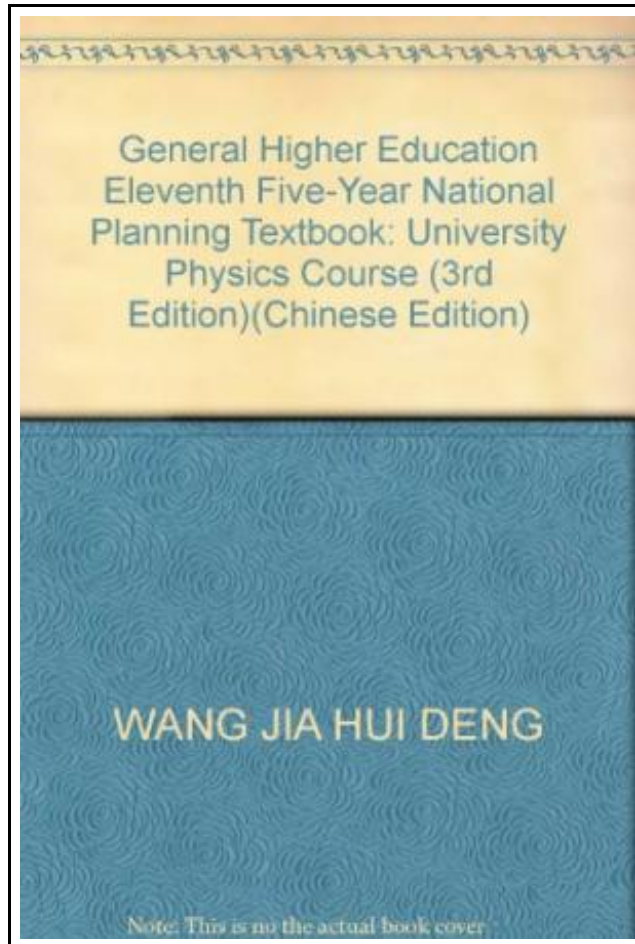 General Higher Education
Eleventh Five-Year National
Planning Textbook: University
Physics Course (3rd
Edition)(Chinese Edition)
WANG JIA HUI DENG
Note: This is no the actual book cover